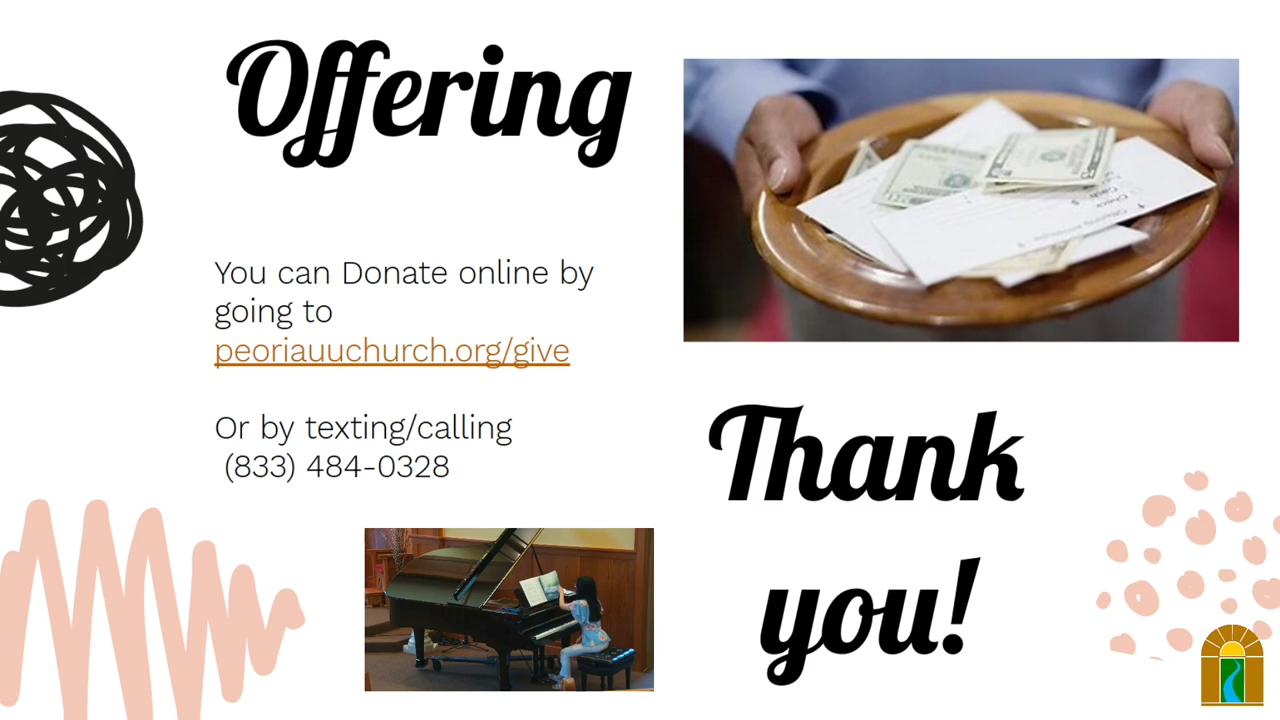 Offering
You can Donate online by
going to
peoriauuchurch.org/give
Or by texting/calling
(833) 484-0328
Thank
you!